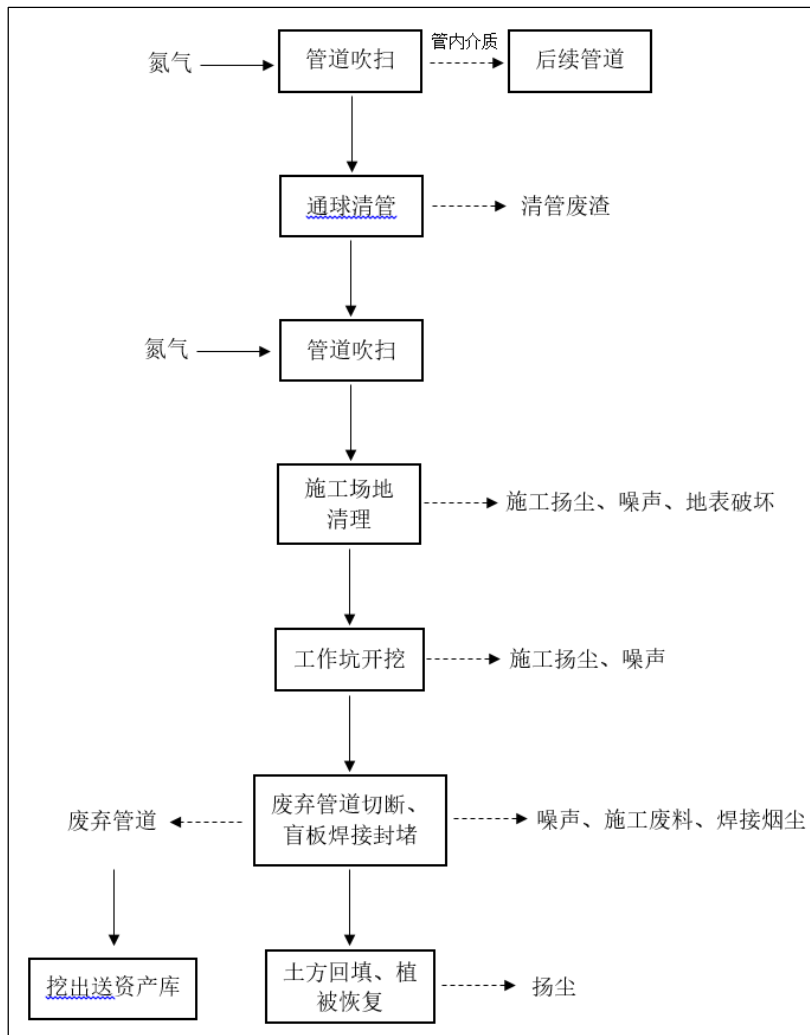 氮气
管道吹扫
管内介质
后续管道
通球清管
清管废渣
氮气
管道吹扫
施工场地
清理
施工扬尘、噪声、地表破坏
工作坑开挖
施工扬尘、噪声
废弃管道
废弃管道切断、
盲板焊接封堵
噪声、施工废料、焊接烟尘
挖出送资产库
土方回填、植
被恢复
扬尘